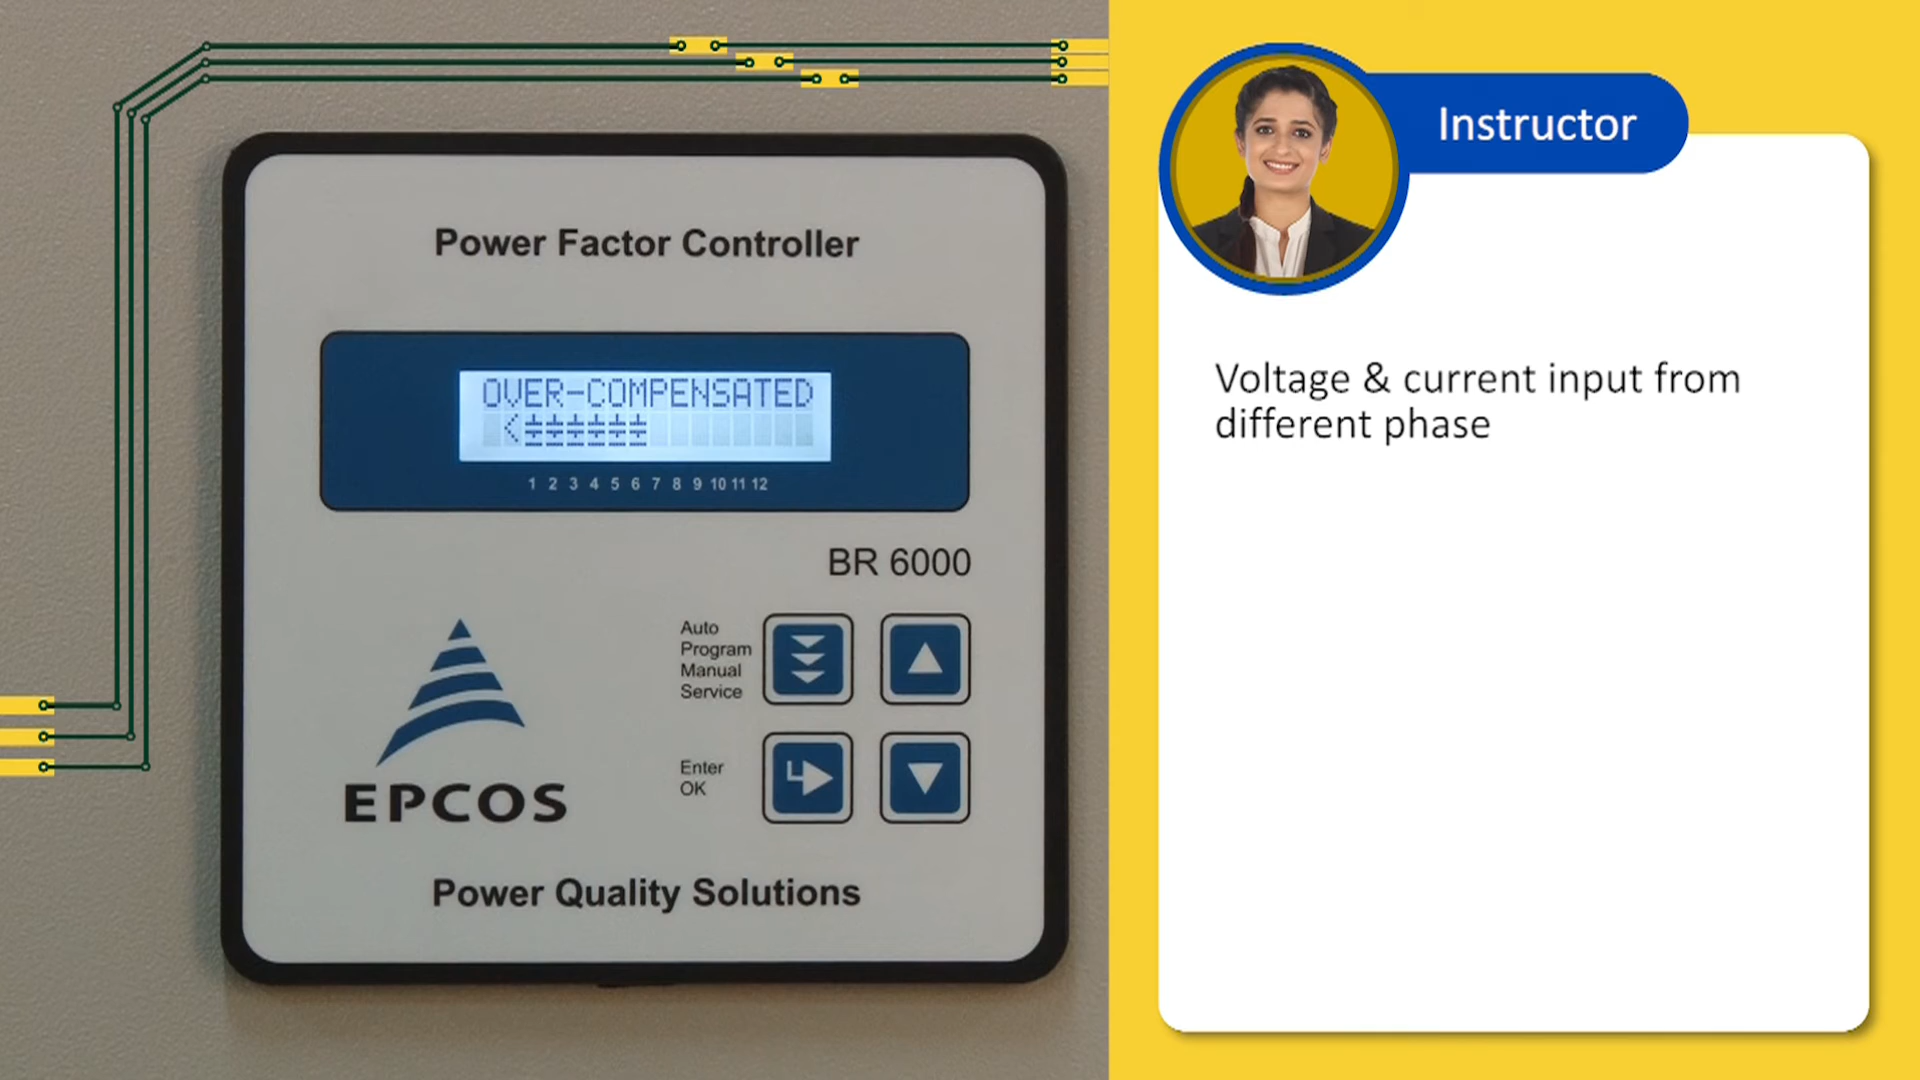 Power Factor Controller
OVER-COMPENSATED
1 2 3 4 5 6 7 8 9 10 11 12
BR 6000
Auto
Program
Manual
Service
Enter
OK
EPCOS
Power Quality Solutions
Instructor
Voltage & current input from
different phase